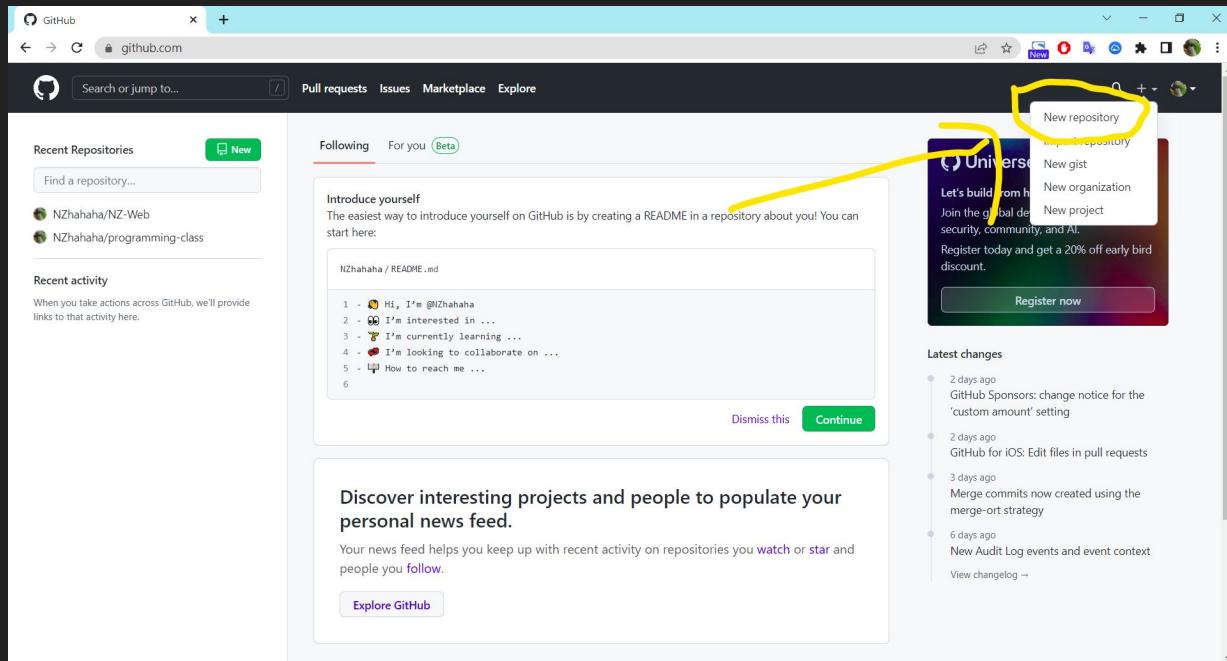 GitHub
github.com
New
Search or jump to...
/
Pull requests Issues Marketplace Explore
New repository
Import repository
New gist
New organization
New project
Recent Repositories
New
Find a repository...
NZhahaha/NZ-Web
NZhahaha/programming-class
Recent activity
When you take actions across GitHub, we'll provide
links to that activity here.
Following For you Beta
Introduce yourself
The easiest way to introduce yourself on GitHub is by creating a README in a repository about you! You can
start here:
NZhahaha / README.md
1 - 👋 Hi, I'm @NZhahaha
2 - 👀 I'm interested in ...
3 - 🌱 I'm currently learning ...
4 - 💞️ I'm looking to collaborate on ...
5 - 📫 How to reach me ...
6
Dismiss this
Continue
Discover interesting projects and people to populate your
personal news feed.
Your news feed helps you keep up with recent activity on repositories you watch or star and
people you follow.
Explore GitHub
Let's build from h
Join the global de
security, community, and AI.
Register today and get a 20% off early bird
discount.
Register now
Latest changes
2 days ago
GitHub Sponsors: change notice for the
'custom amount' setting
2 days ago
GitHub for iOS: Edit files in pull requests
3 days ago
Merge commits now created using the
merge-ort strategy
6 days ago
New Audit Log events and event context
View changelog →